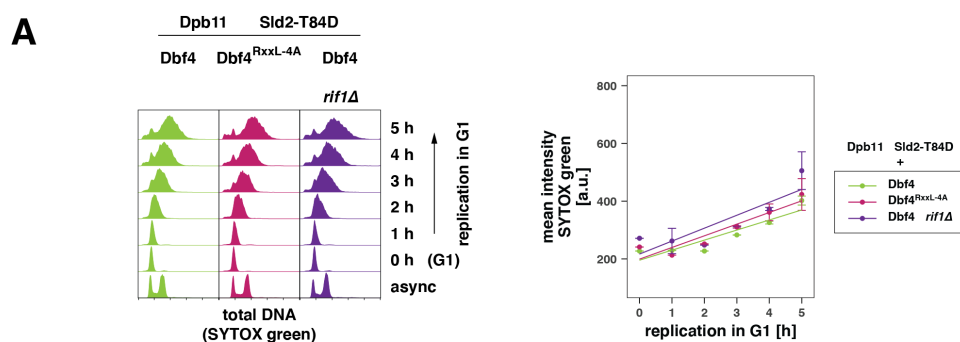 A
Dpb11 Sld2-T84D
Dbf4 Dbf4RxxL-4A Dbf4
rif1Δ
5 h
4 h
3 h
2 h
1 h
0 h (G1)
async
replication in G1
total DNA
(SYTOX green)
mean intensity
SYTOX green
[a.u.]
800
600
400
200
0 1 2 3 4 5
replication in G1 [h]
Dpb11 Sld2-T84D
+
Dbf4
Dbf4RxxL-4A
Dbf4 rif1Δ